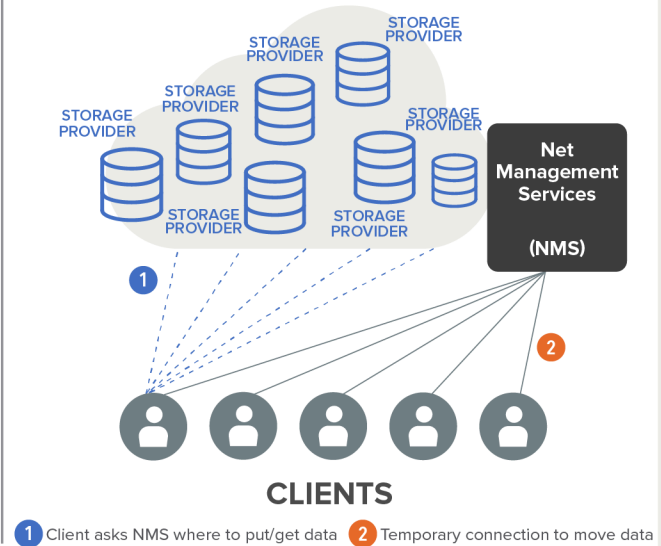 STORAGE
PROVIDER
STORAGE
PROVIDER
STORAGE
PROVIDER
STORAGE
PROVIDER
STORAGE
PROVIDER
STORAGE
PROVIDER
STORAGE
PROVIDER
Net
Management
Services
(NMS)
1
2
CLIENTS
1 Client asks NMS where to put/get data 2 Temporary connection to move data